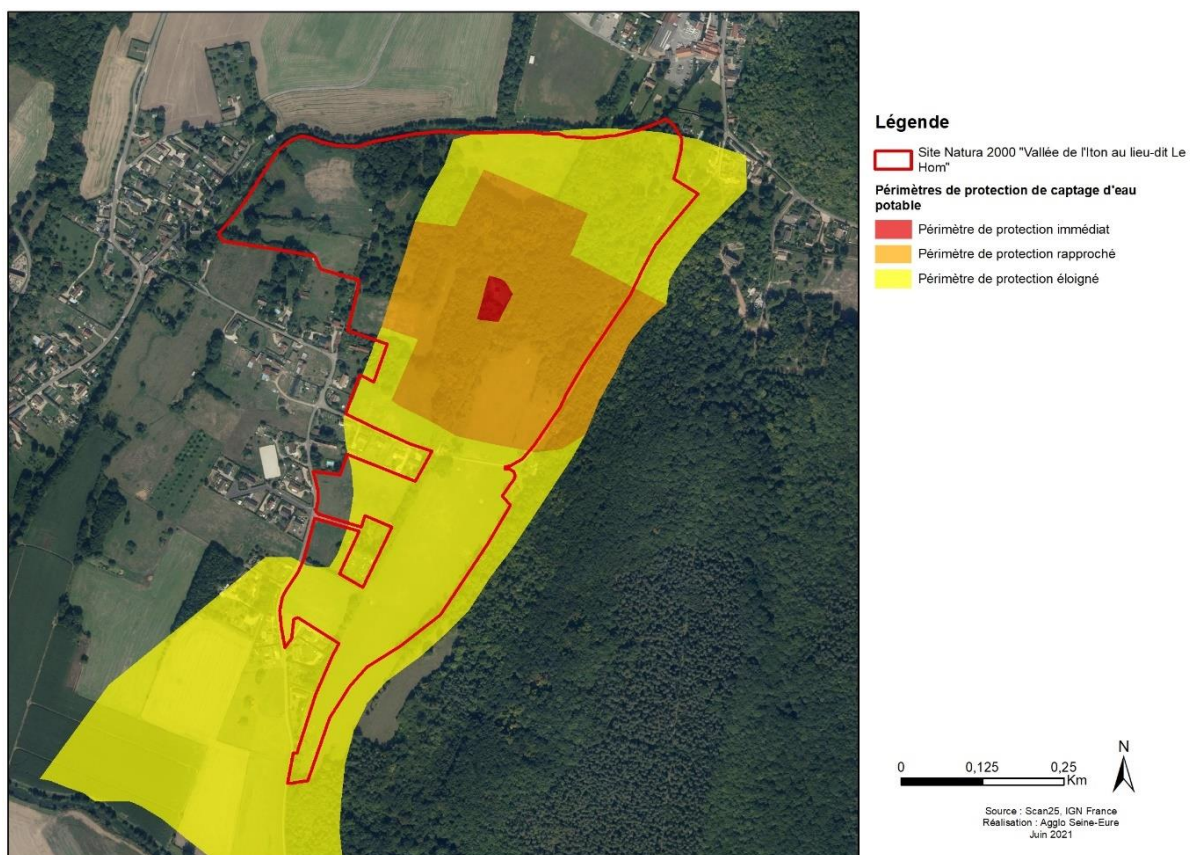 Légende
Site Natura 2000 "Vallée de l'Iton au lieu-dit Le
Hom"
Périmètres de protection de captage d'eau
potable
Périmètre de protection immédiat
Périmètre de protection rapproché
Périmètre de protection éloigné
N
0 0,125 0,25
Km
Source : Scan25, IGN France
Réalisation : Agglo Seine-Eure
Juin 2021